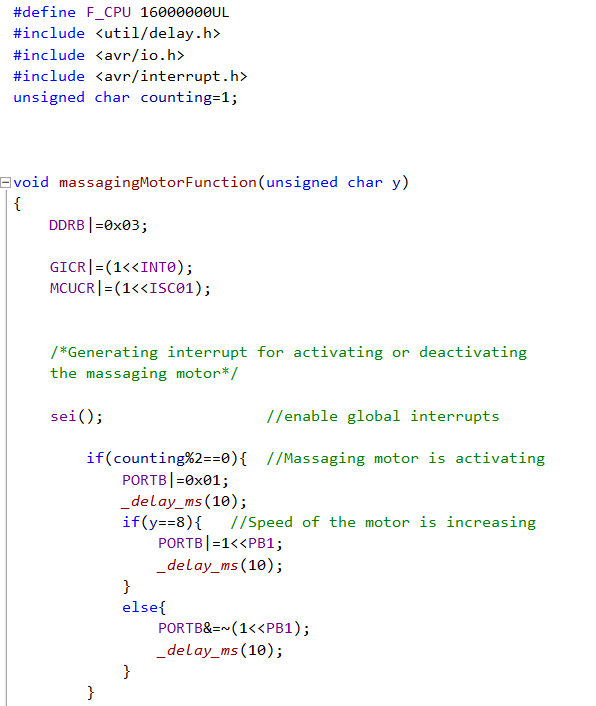 #define F_CPU 16000000UL
#include <util/delay.h>
#include <avr/io.h>
#include <avr/interrupt.h>
unsigned char counting=1;
void massagingMotorFunction(unsigned char y)
{
DDRB|=0x03;
GICR|=(1<<INT0);
MCUCR|=(1<<ISC01);
/*Generating interrupt for activating or deactivating
the massaging motor*/
sei(); //enable global interrupts
if(counting%2==0){ //Massaging motor is activating
PORTB|=0x01;
_delay_ms(10);
if(y==8){ //Speed of the motor is increasing
PORTB|=1<<PB1;
_delay_ms(10);
}
else{
PORTB&=~(1<<PB1);
_delay_ms(10);
}
}